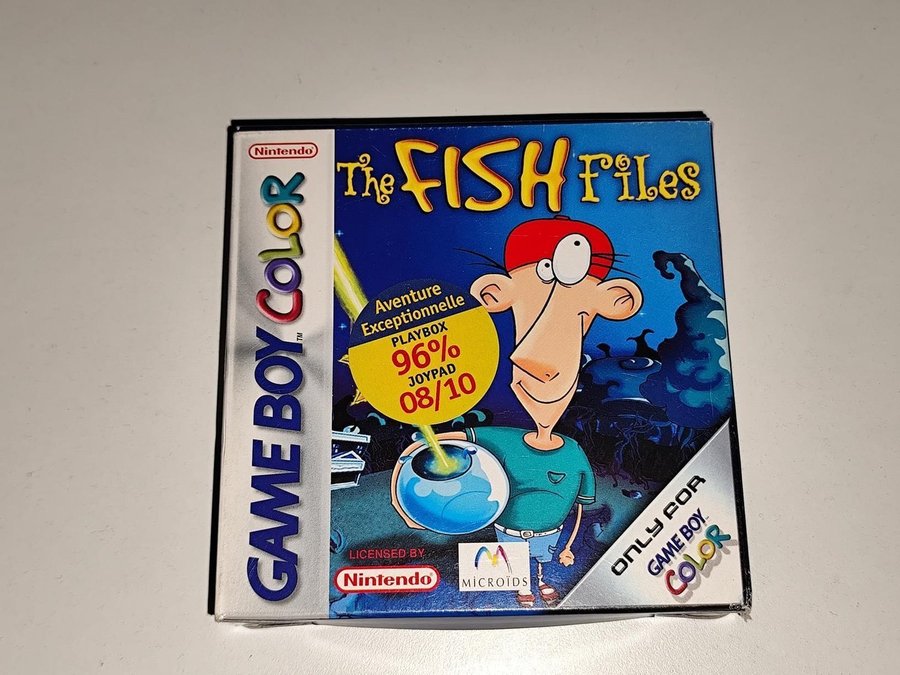 Nintendo
GAME BOY COLOR
TM
The FISH Files
Aventure
Exceptionnelle
PLAYBOX
96%
JOYPAD
08/10
LICENSED BY
Nintendo
MICROÏDS
ONLY FOR
GAME BOY
COLOR